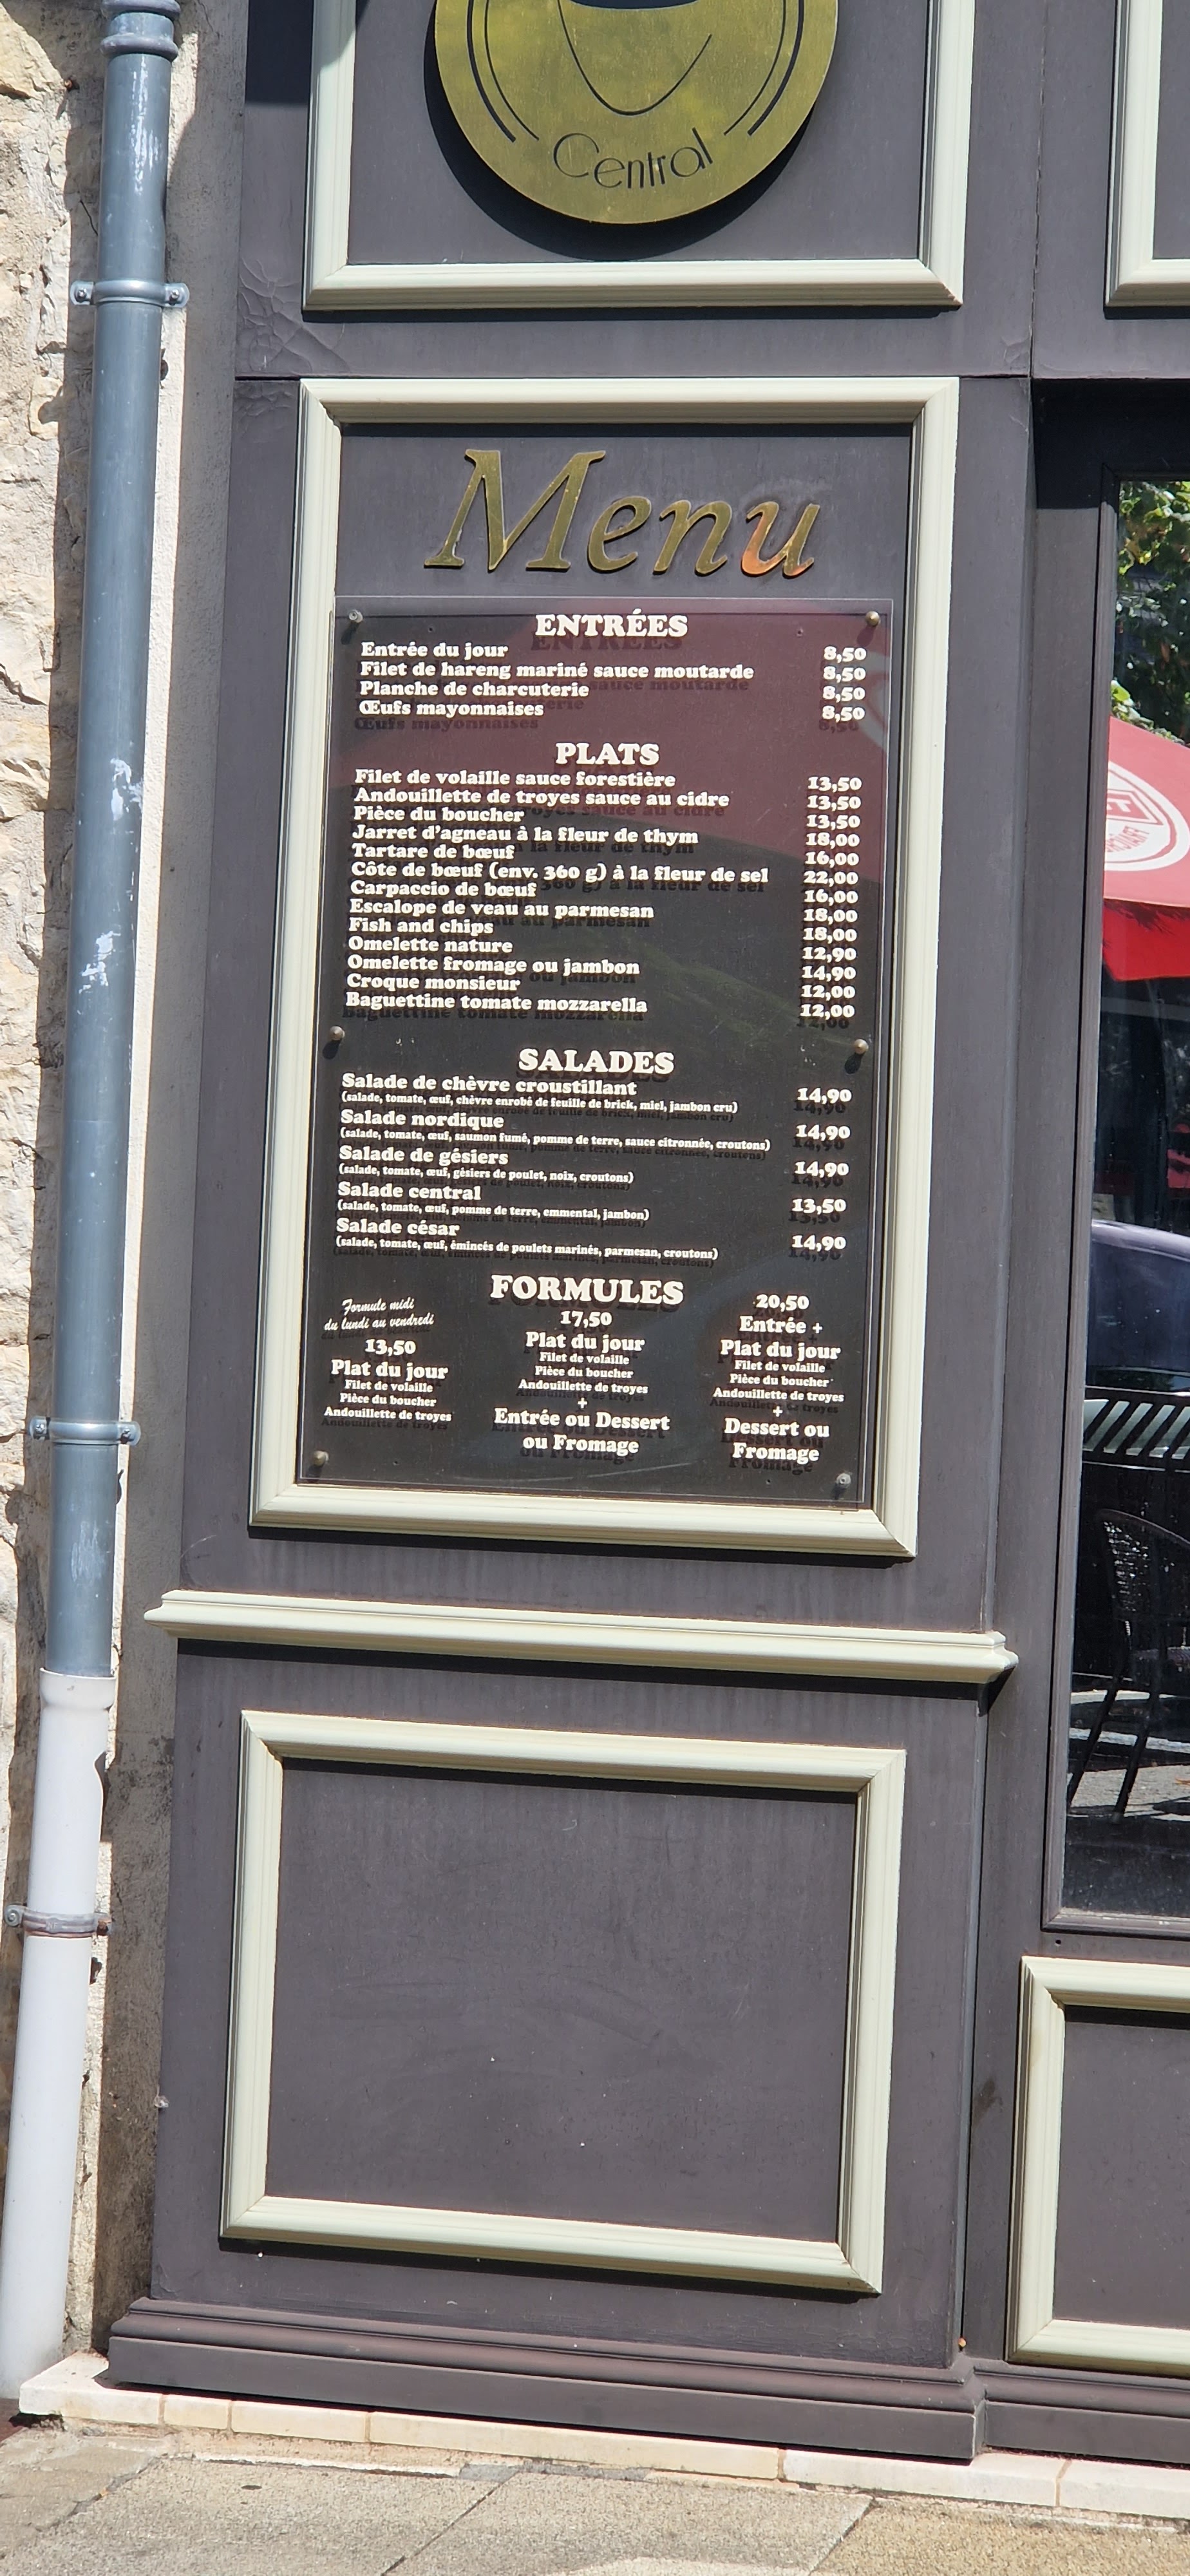 Central
Menu
ENTRÉES
Entrée du jour 8,50
Filet de hareng mariné sauce moutarde 8,50
Planche de charcuterie 8,50
Œufs mayonnaises 8,50
PLATS
Filet de volaille sauce forestière 13,50
Andouillette de troyes sauce au cidre 13,50
Pièce du boucher 13,50
Jarret d'agneau à la fleur de thym 18,00
Tartare de bœuf 16,00
Côte de bœuf (env. 360 g) à la fleur de sel 22,00
Carpaccio de bœuf 16,00
Escalope de veau au parmesan 18,00
Fish and chips 18,00
Omelette nature 12,90
Omelette fromage ou jambon 14,90
Croque monsieur 12,00
Baguettine tomate mozzarella 12,00
SALADES
Salade de chèvre croustillant 14,90
(salade, tomate, œuf, chèvre enrobé de feuille de brick, miel, jambon cru)
Salade nordique 14,90
(salade, tomate, œuf, saumon fumé, pomme de terre, sauce citronnée, croutons)
Salade de gésiers 14,90
(salade, tomate, œuf, gésiers de poulet, noix, croutons)
Salade central 13,50
(salade, tomate, œuf, pomme de terre, emmental, jambon)
Salade césar 14,90
(salade, tomate, œuf, émincés de poulets marinés, parmesan, croutons)
FORMULES
Formule midi
du lundi au vendredi
13,50
Plat du jour
Filet de volaille
Pièce du boucher
Andouillette de troyes
17,50
Plat du jour
Filet de volaille
Pièce du boucher
Andouillette de troyes
+
Entrée ou Dessert
ou Fromage
20,50
Entrée +
Plat du jour
Filet de volaille
Pièce du boucher
Andouillette de troyes
+
Dessert ou
Fromage